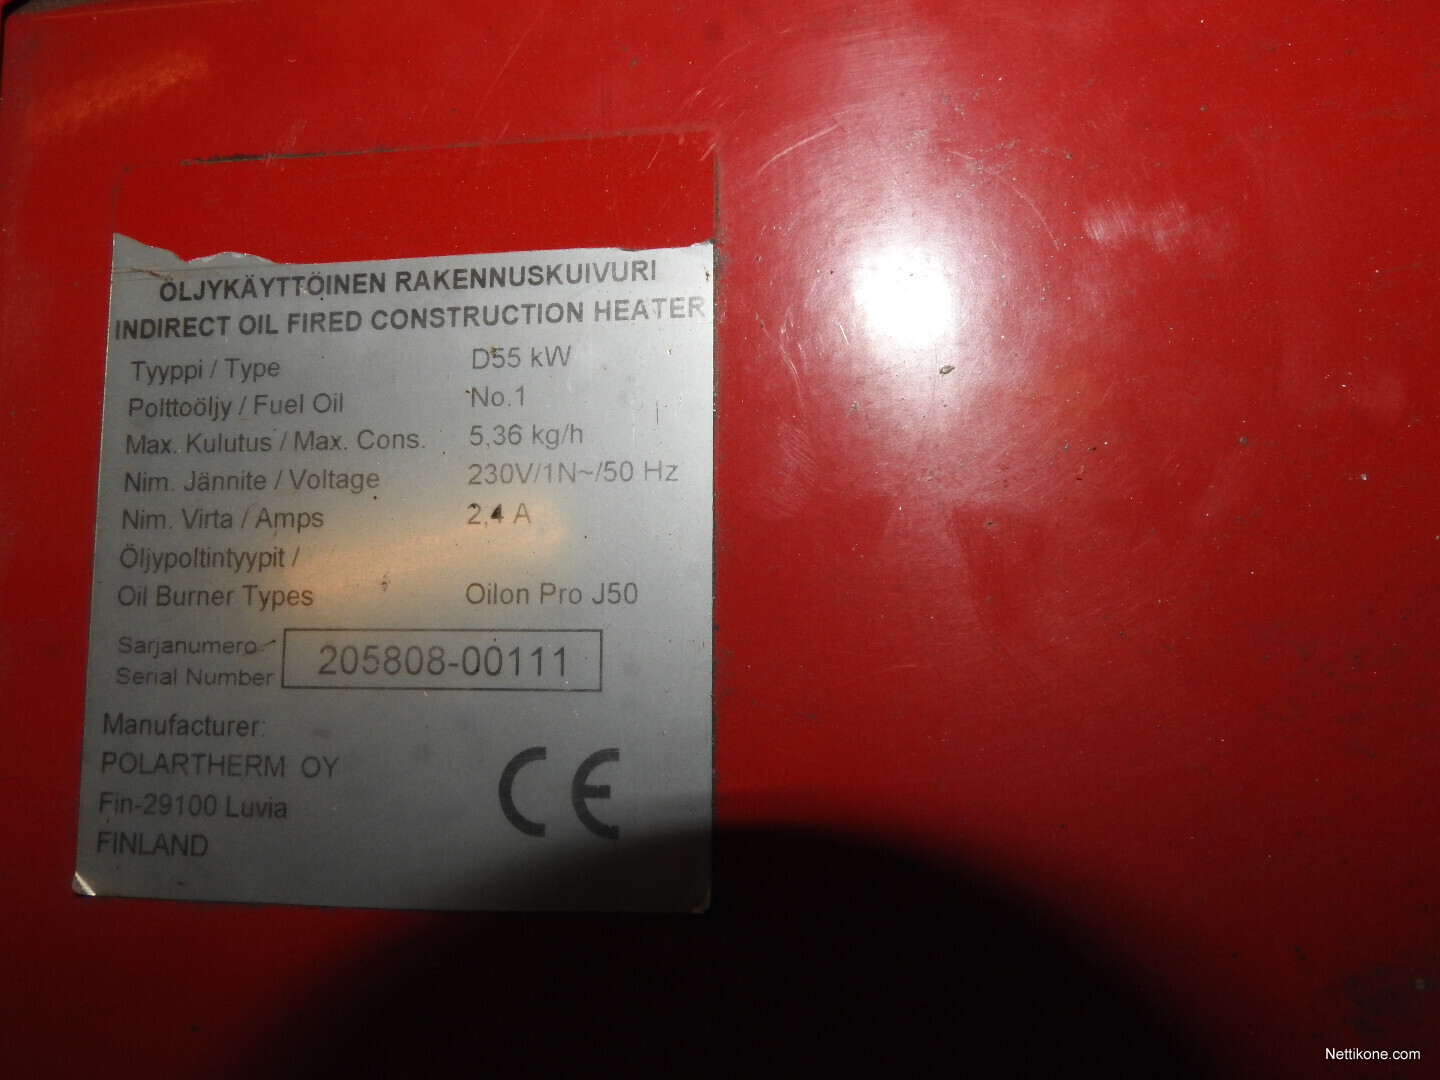 ÖLJYKÄYTTÖINEN RAKENNUSKUIVURI
INDIRECT OIL FIRED CONSTRUCTION HEATER
Tyyppi / Type D55 kW
Polttoöljy / Fuel Oil No.1
Max. Kulutus / Max. Cons. 5,36 kg/h
Nim. Jännite / Voltage 230V/1N~/50 Hz
Nim. Virta / Amps 2,4 A
Öljypoltintyypit /
Oil Burner Types Oilon Pro J50
Sarjanumero
Serial Number 205808-00111
Manufacturer:
POLARTHERM OY
Fin-29100 Luvia
FINLAND
CE
Nettikone.com